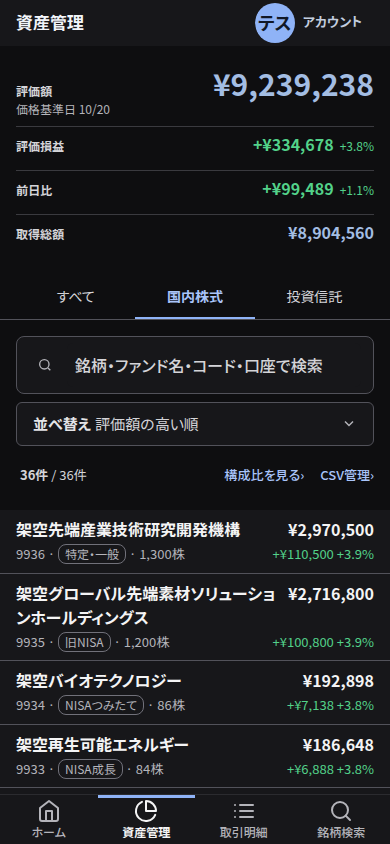 資産管理
テス アカウント
評価額 ¥9,239,238
価格基準日 10/20
評価損益 +¥334,678 +3.8%
前日比 +¥99,489 +1.1%
取得総額 ¥8,904,560
すべて 国内株式 投資信託
銘柄・ファンド名・コード・口座で検索
並べ替え 評価額の高い順
36件 / 36件 構成比を見る› CSV管理›
架空先端産業技術研究開発機構 ¥2,970,500
9936 · 特定・一般 · 1,300株 +¥110,500 +3.9%
架空グローバル先端素材ソリューショ ¥2,716,800
ンホールディングス
9935 · 旧NISA · 1,200株 +¥100,800 +3.9%
架空バイオテクノロジー ¥192,898
9934 · NISAつみたて · 86株 +¥7,138 +3.8%
架空再生可能エネルギー ¥186,648
9933 · NISA成長 · 84株 +¥6,888 +3.8%
ホーム 資産管理 取引明細 銘柄検索